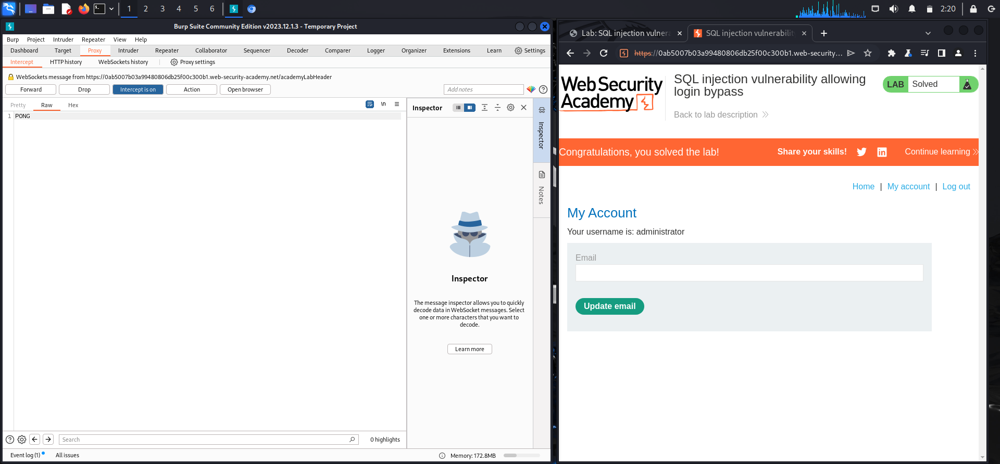 1 2 3 4 5 6
2:20
Burp Suite Community Edition v2023.12.1.3 - Temporary Project
Burp Project Intruder Repeater View Help
Dashboard Target Proxy Intruder Repeater Collaborator Sequencer Decoder Comparer Logger Organizer Extensions Learn Settings
Intercept HTTP history WebSockets history Proxy settings
WebSockets message from https://0ab5007b03a99480806db25f00c300b1.web-security-academy.net/academyLabHeader
Forward Drop Intercept is on Action Open browser Add notes
Pretty Raw Hex \n
1 PONG
Inspector
Inspector
Notes
Inspector
The message inspector allows you to quickly
decode data in WebSocket messages. Select
one or more characters that you want to
decode.
Learn more
Search
0 highlights
Event log (1) All issues
Memory: 172.8MB
Lab: SQL injection vulnera
SQL injection vulnerability
https://0ab5007b03a99480806db25f00c300b1.web-security...
Web Security
Academy
SQL injection vulnerability allowing
login bypass
LAB Solved
Back to lab description
Congratulations, you solved the lab!
Share your skills!
Continue learning
Home | My account | Log out
My Account
Your username is: administrator
Email
Update email